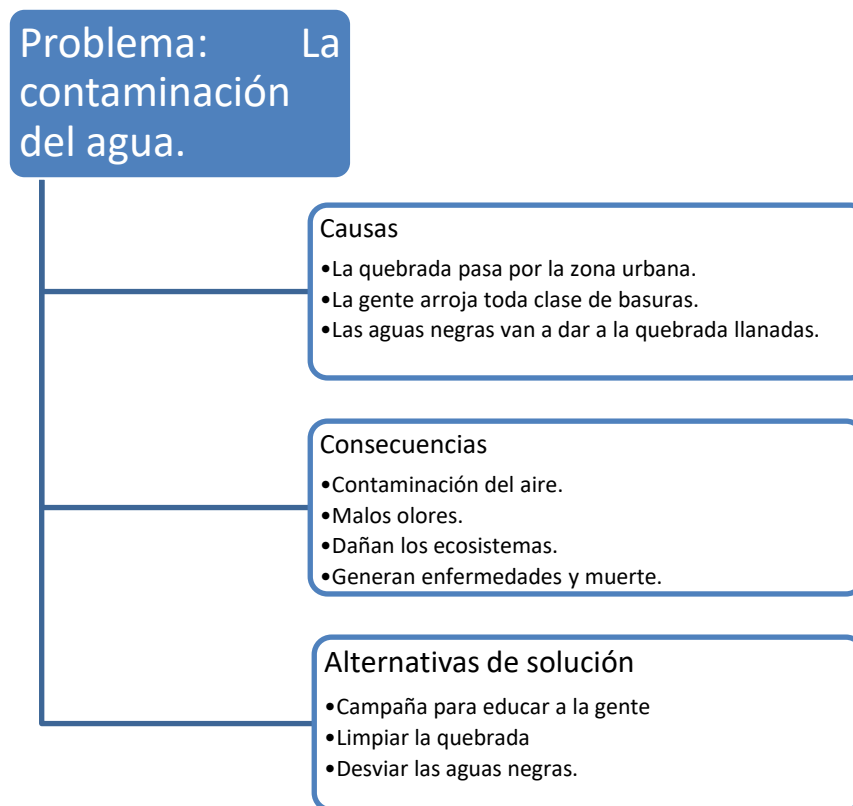 Problema: La
contaminación
del agua.
Causas
•La quebrada pasa por la zona urbana.
•La gente arroja toda clase de basuras.
•Las aguas negras van a dar a la quebrada llanadas.
Consecuencias
•Contaminación del aire.
•Malos olores.
•Dañan los ecosistemas.
•Generan enfermedades y muerte.
Alternativas de solución
•Campaña para educar a la gente
•Limpiar la quebrada
•Desviar las aguas negras.